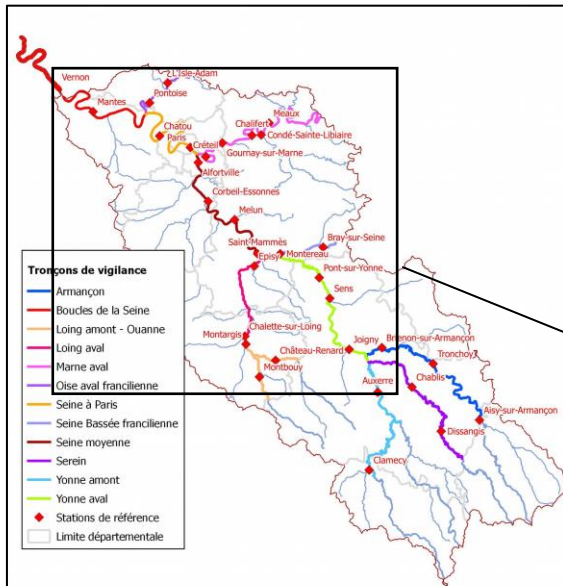 L'Isle-Adam
Vernon
Pontoise
Mantes
Meaux
Chalifert
Chatou
Condé-Sainte-Libiaire
Paris
Créteil
Gournay-sur-Marne
Alfortville
Corbeil-Essonnes
Melun
Bray-sur-Seine
Saint-Mammès
Montereau
Episy
Pont-sur-Yonne
Sens
Chalette-sur-Loing
Montargis
Joigny
Brienon-sur-Armançon
Château-Renard
Tronchoy
Montbouy
Chablis
Auxerre
Aisy-sur-Armançon
Dissangis
Clamecy
Tronçons de vigilance
Armançon
Boucles de la Seine
Loing amont - Ouanne
Loing aval
Marne aval
Oise aval francilienne
Seine à Paris
Seine Bassée francilienne
Seine moyenne
Serein
Yonne amont
Yonne aval
Stations de référence
Limite départementale